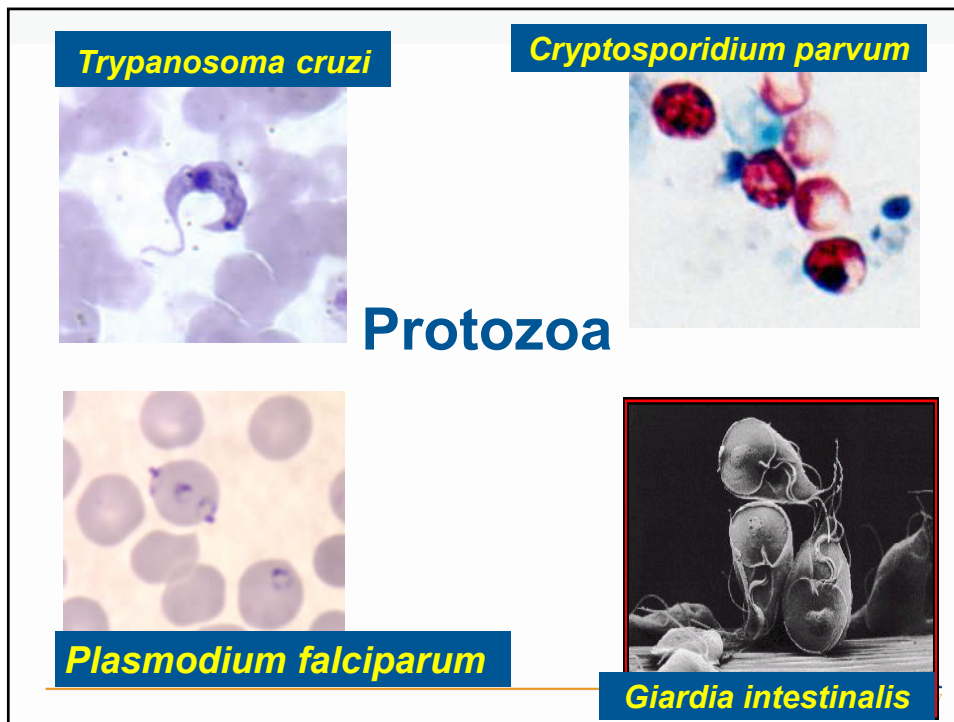 Trypanosoma cruzi
Cryptosporidium parvum
Protozoa
Plasmodium falciparum
Giardia intestinalis